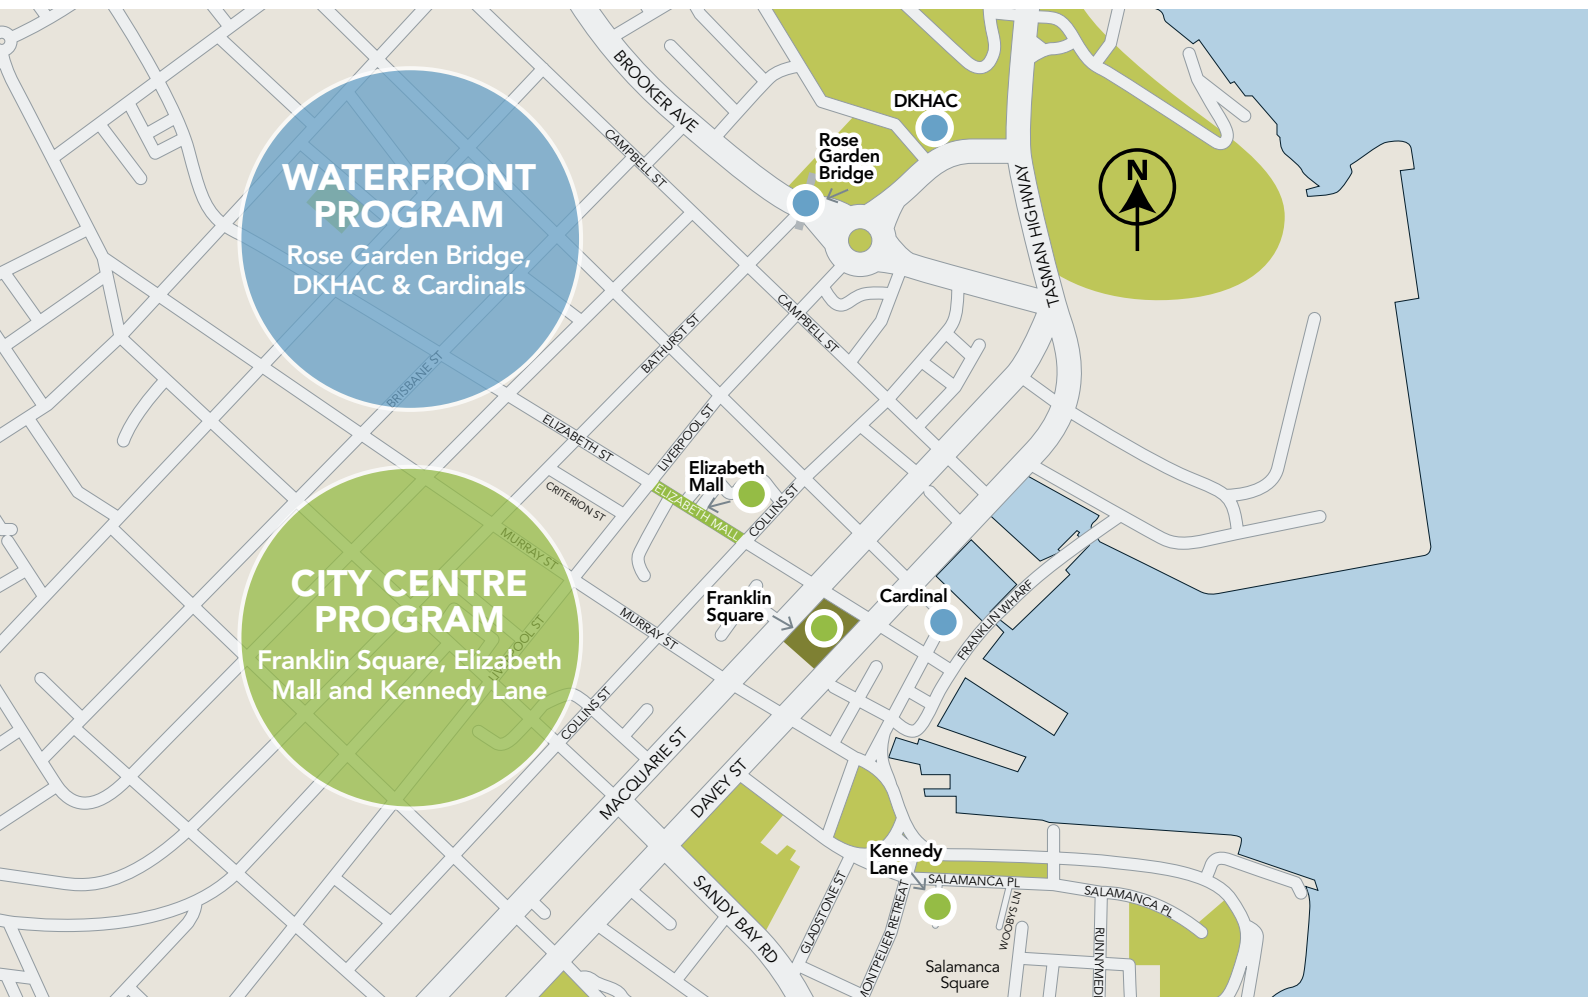 WATERFRONT
PROGRAM
Rose Garden Bridge,
DKHAC & Cardinals
CITY CENTRE
PROGRAM
Franklin Square, Elizabeth
Mall and Kennedy Lane
BROOKER AVE
DKHAC
Rose
Garden
Bridge
N
CAMPBELL ST
TASMAN HIGHWAY
CAMPBELL ST
BATHURST ST
BRISBANE ST
ELIZABETH ST
LIVERPOOL ST
Elizabeth
Mall
ELIZABETH MALL
COLLINS ST
CRITERION ST
MURRAY ST
Franklin
Square
Cardinal
FRANKLIN WHARF
MURRAY ST
LIVERPOOL ST
COLLINS ST
MACQUARIE ST
DAVEY ST
Kennedy
Lane
SALAMANCA PL
SALAMANCA PL
SANDY BAY RD
GLADSTONE ST
MONTPELIER RETREAT
WOOBYS LN
RUNNYMEDE
Salamanca
Square